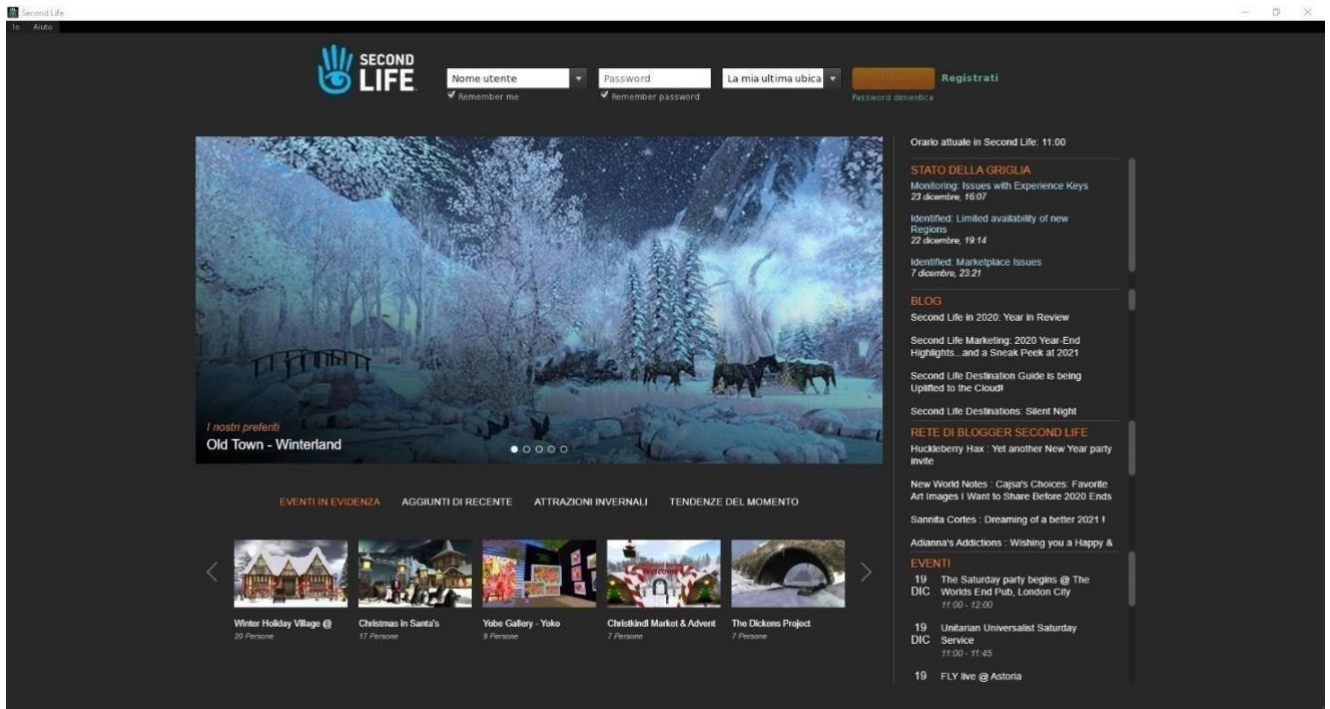 Second Life
Io Aiuto
SECOND
LIFE
Nome utente
Password
La mia ultima ubica
Registrati
Remember me
Remember password
Password dimentica
Orario attuale in Second Life: 11:00
STATO DELLA GRIGLIA
Monitoring: Issues with Experience Keys
23 dicembre, 16:07
Identified: Limited availability of new
Regions
22 dicembre, 19:14
Identified: Marketplace Issues
7 dicembre, 23:21
BLOG
Second Life in 2020: Year in Review
Second Life Marketing: 2020 Year-End
Highlights...and a Sneak Peek at 2021
Second Life Destination Guide is being
Uplifted to the Cloud!
Second Life Destinations: Silent Night
RETE DI BLOGGER SECOND LIFE
Huckleberry Hax : Yet another New Year party
invite
New World Notes : Cajsa's Choices: Favorite
Art Images I Want to Share Before 2020 Ends
Sannita Cortes : Dreaming of a better 2021 !
Adianna's Addictions : Wishing you a Happy &
EVENTI
19 The Saturday party begins @ The
DIC Worlds End Pub, London City
11:00 - 12:00
19 Unitarian Universalist Saturday
DIC Service
11:00 - 11:45
19 FLY live @ Astoria
I nostri preferiti
Old Town - Winterland
EVENTI IN EVIDENZA AGGIUNTI DI RECENTE ATTRAZIONI INVERNALI TENDENZE DEL MOMENTO
Winter Holiday Village @
20 Persone
Christmas in Santa's
17 Persone
Yobe Gallery - Yoko
9 Persone
Christkindl Market & Advent
7 Persone
The Dickens Project
7 Persone